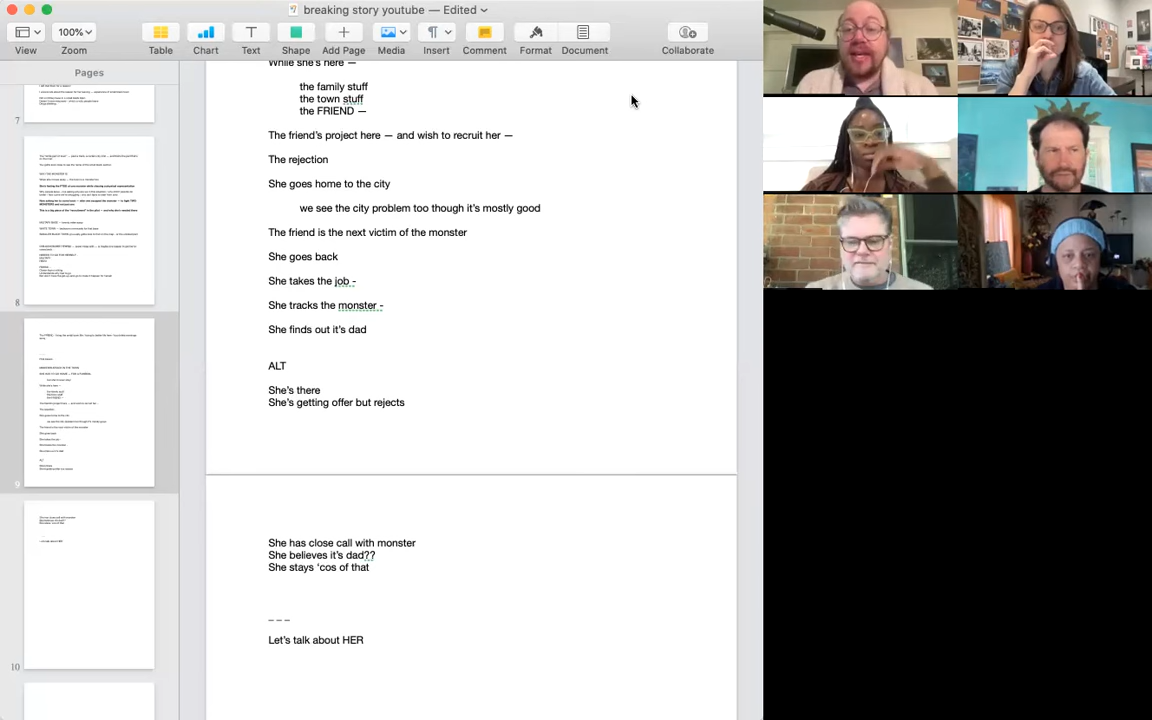 breaking story youtube — Edited
100%
View
Zoom
Table
Chart
Text
Shape
Add Page
Media
Insert
Comment
Format
Document
Collaborate
Pages
7
8
9
10
While she's here —
the family stuff
the town stuff
the FRIEND —
The friend's project here — and wish to recruit her —
The rejection
She goes home to the city
we see the city problem too though it's mostly good
The friend is the next victim of the monster
She goes back
She takes the job -
She tracks the monster -
She finds out it's dad
ALT
She's there
She's getting offer but rejects
She has close call with monster
She believes it's dad??
She stays 'cos of that
– – –
Let's talk about HER